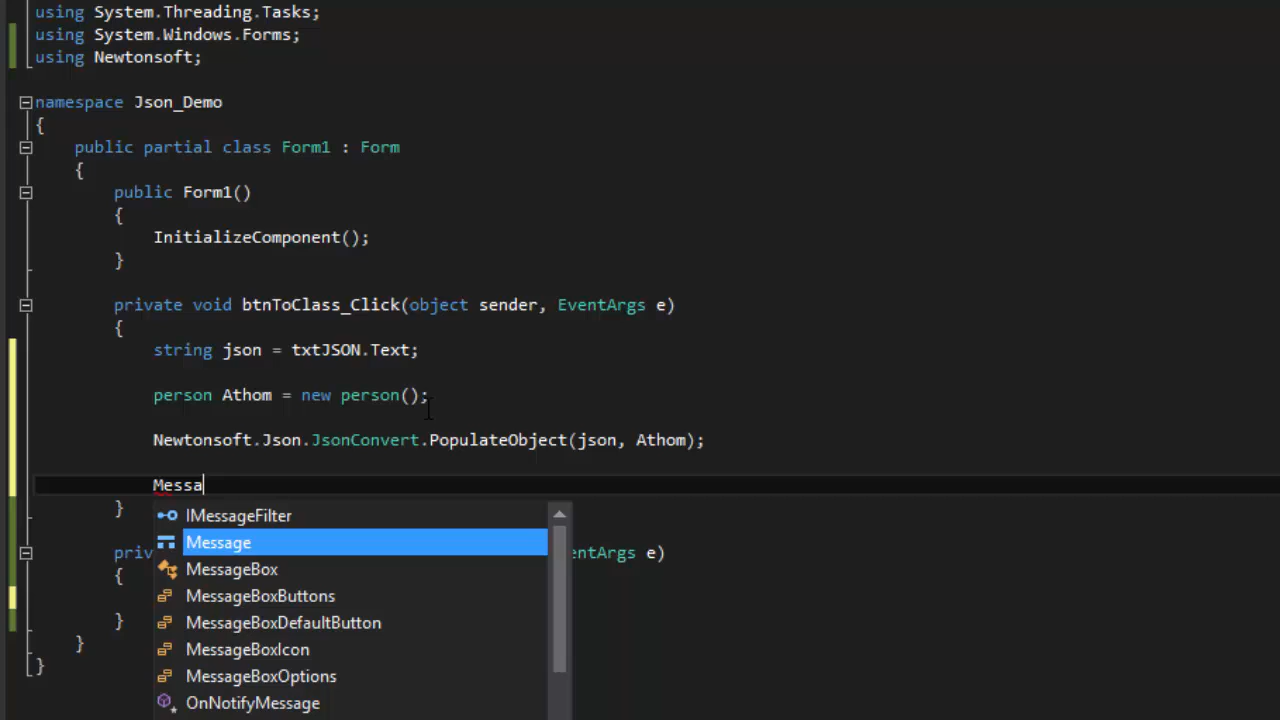 using System.Threading.Tasks;
using System.Windows.Forms;
using Newtonsoft;
namespace Json_Demo
{
public partial class Form1 : Form
{
public Form1()
{
InitializeComponent();
}
private void btnToClass_Click(object sender, EventArgs e)
{
string json = txtJSON.Text;
person Athom = new person();
Newtonsoft.Json.JsonConvert.PopulateObject(json, Athom);
Messa
}
IMessageFilter
Message
priv entArgs e)
MessageBox
{
MessageBoxButtons
}
MessageBoxDefaultButton
}
MessageBoxIcon
}
MessageBoxOptions
OnNotifyMessage